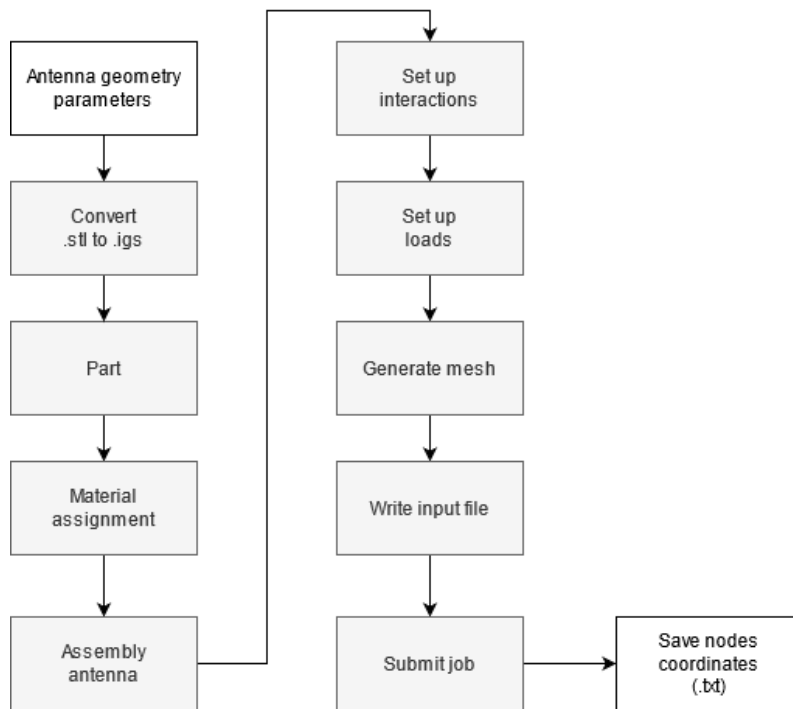 Antenna geometry
parameters
Convert
.stl to .igs
Part
Material
assignment
Assembly
antenna
Set up
interactions
Set up
loads
Generate mesh
Write input file
Submit job
Save nodes
coordinates
(.txt)